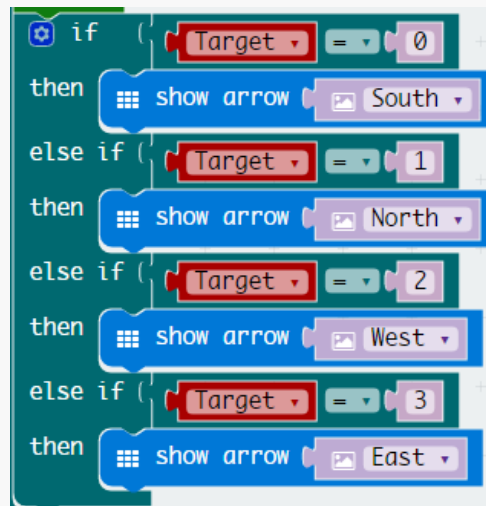 if Target = 0
then show arrow South
else if Target = 1
then show arrow North
else if Target = 2
then show arrow West
else if Target = 3
then show arrow East